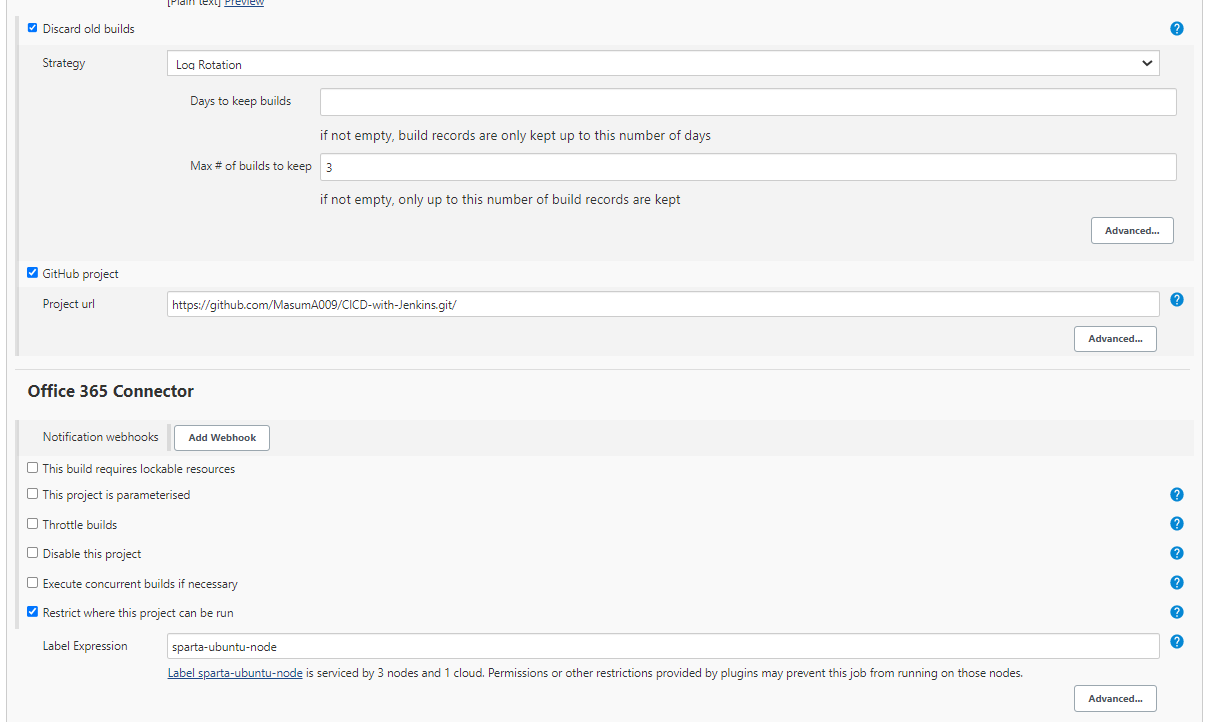 [Plain text] Preview
Discard old builds
Strategy
Log Rotation
Days to keep builds
if not empty, build records are only kept up to this number of days
Max # of builds to keep
3
if not empty, only up to this number of build records are kept
Advanced...
GitHub project
Project url
https://github.com/MasumA009/CICD-with-Jenkins.git/
Advanced...
Office 365 Connector
Notification webhooks
Add Webhook
This build requires lockable resources
This project is parameterised
Throttle builds
Disable this project
Execute concurrent builds if necessary
Restrict where this project can be run
Label Expression
sparta-ubuntu-node
Label sparta-ubuntu-node is serviced by 3 nodes and 1 cloud. Permissions or other restrictions provided by plugins may prevent this job from running on those nodes.
Advanced...